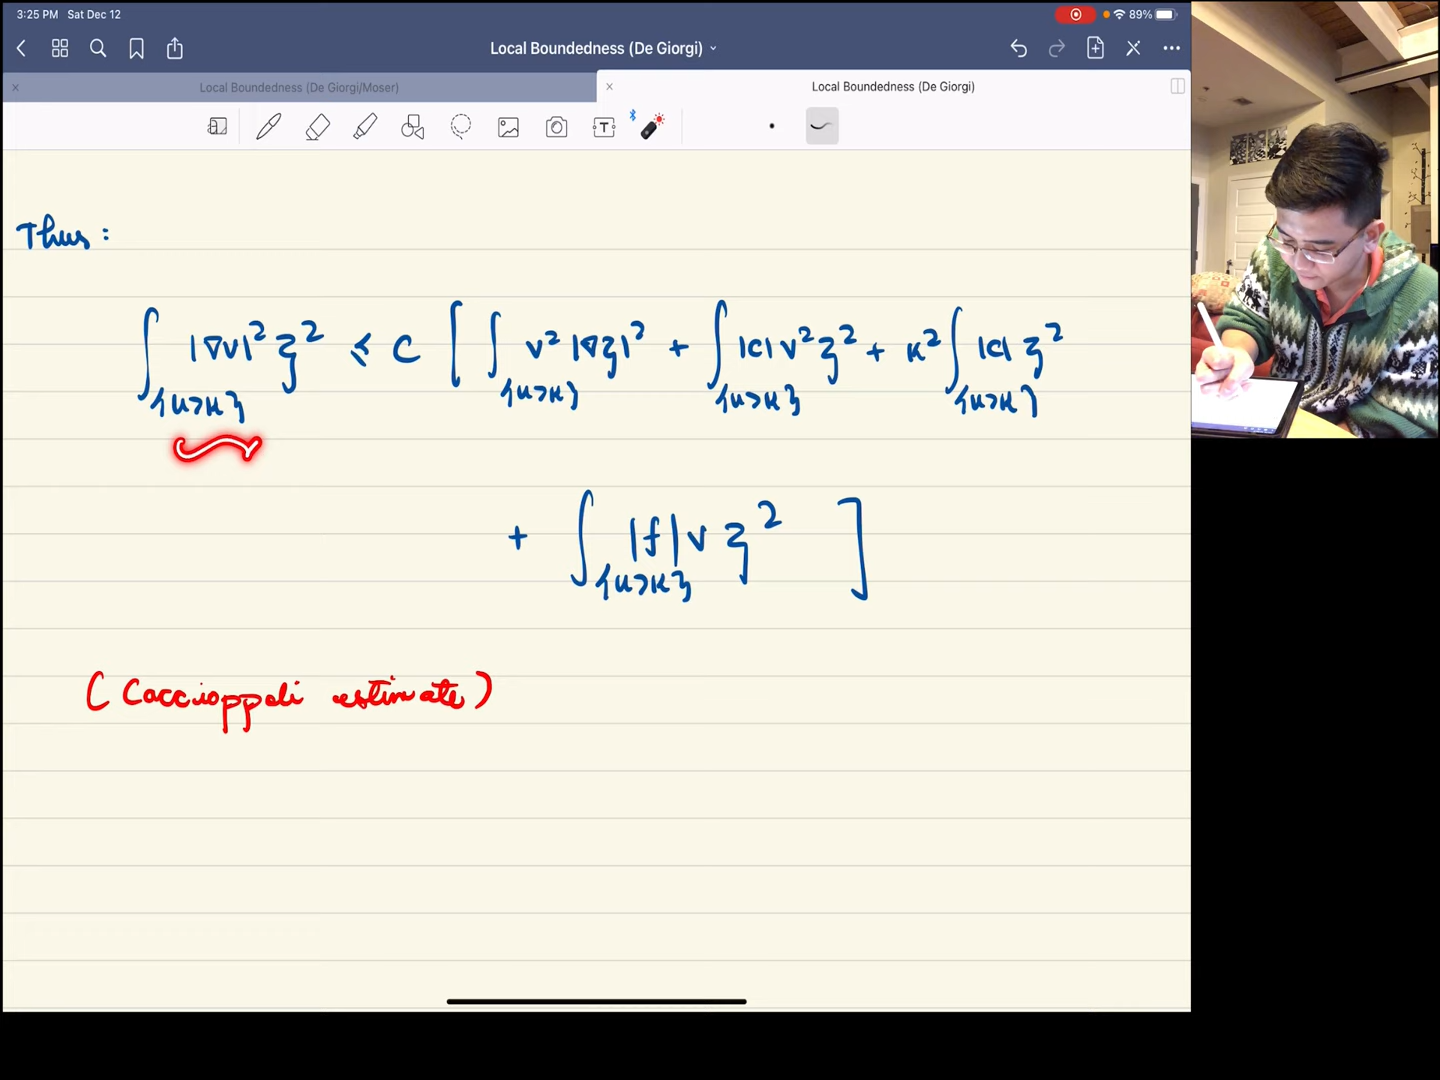 3:25 PM Sat Dec 12 89%
Local Boundedness (De Giorgi)
Local Boundedness (De Giorgi/Moser) Local Boundedness (De Giorgi)
Thus:
∫_{u>k} |∇v|² ζ² ≤ C [ ∫_{u>k} v² |∇ζ|² + ∫_{u>k} |c| v² ζ² + k² ∫_{u>k} |c| ζ²
+ ∫_{u>k} |f| v ζ² ]
(Caccioppoli estimate)